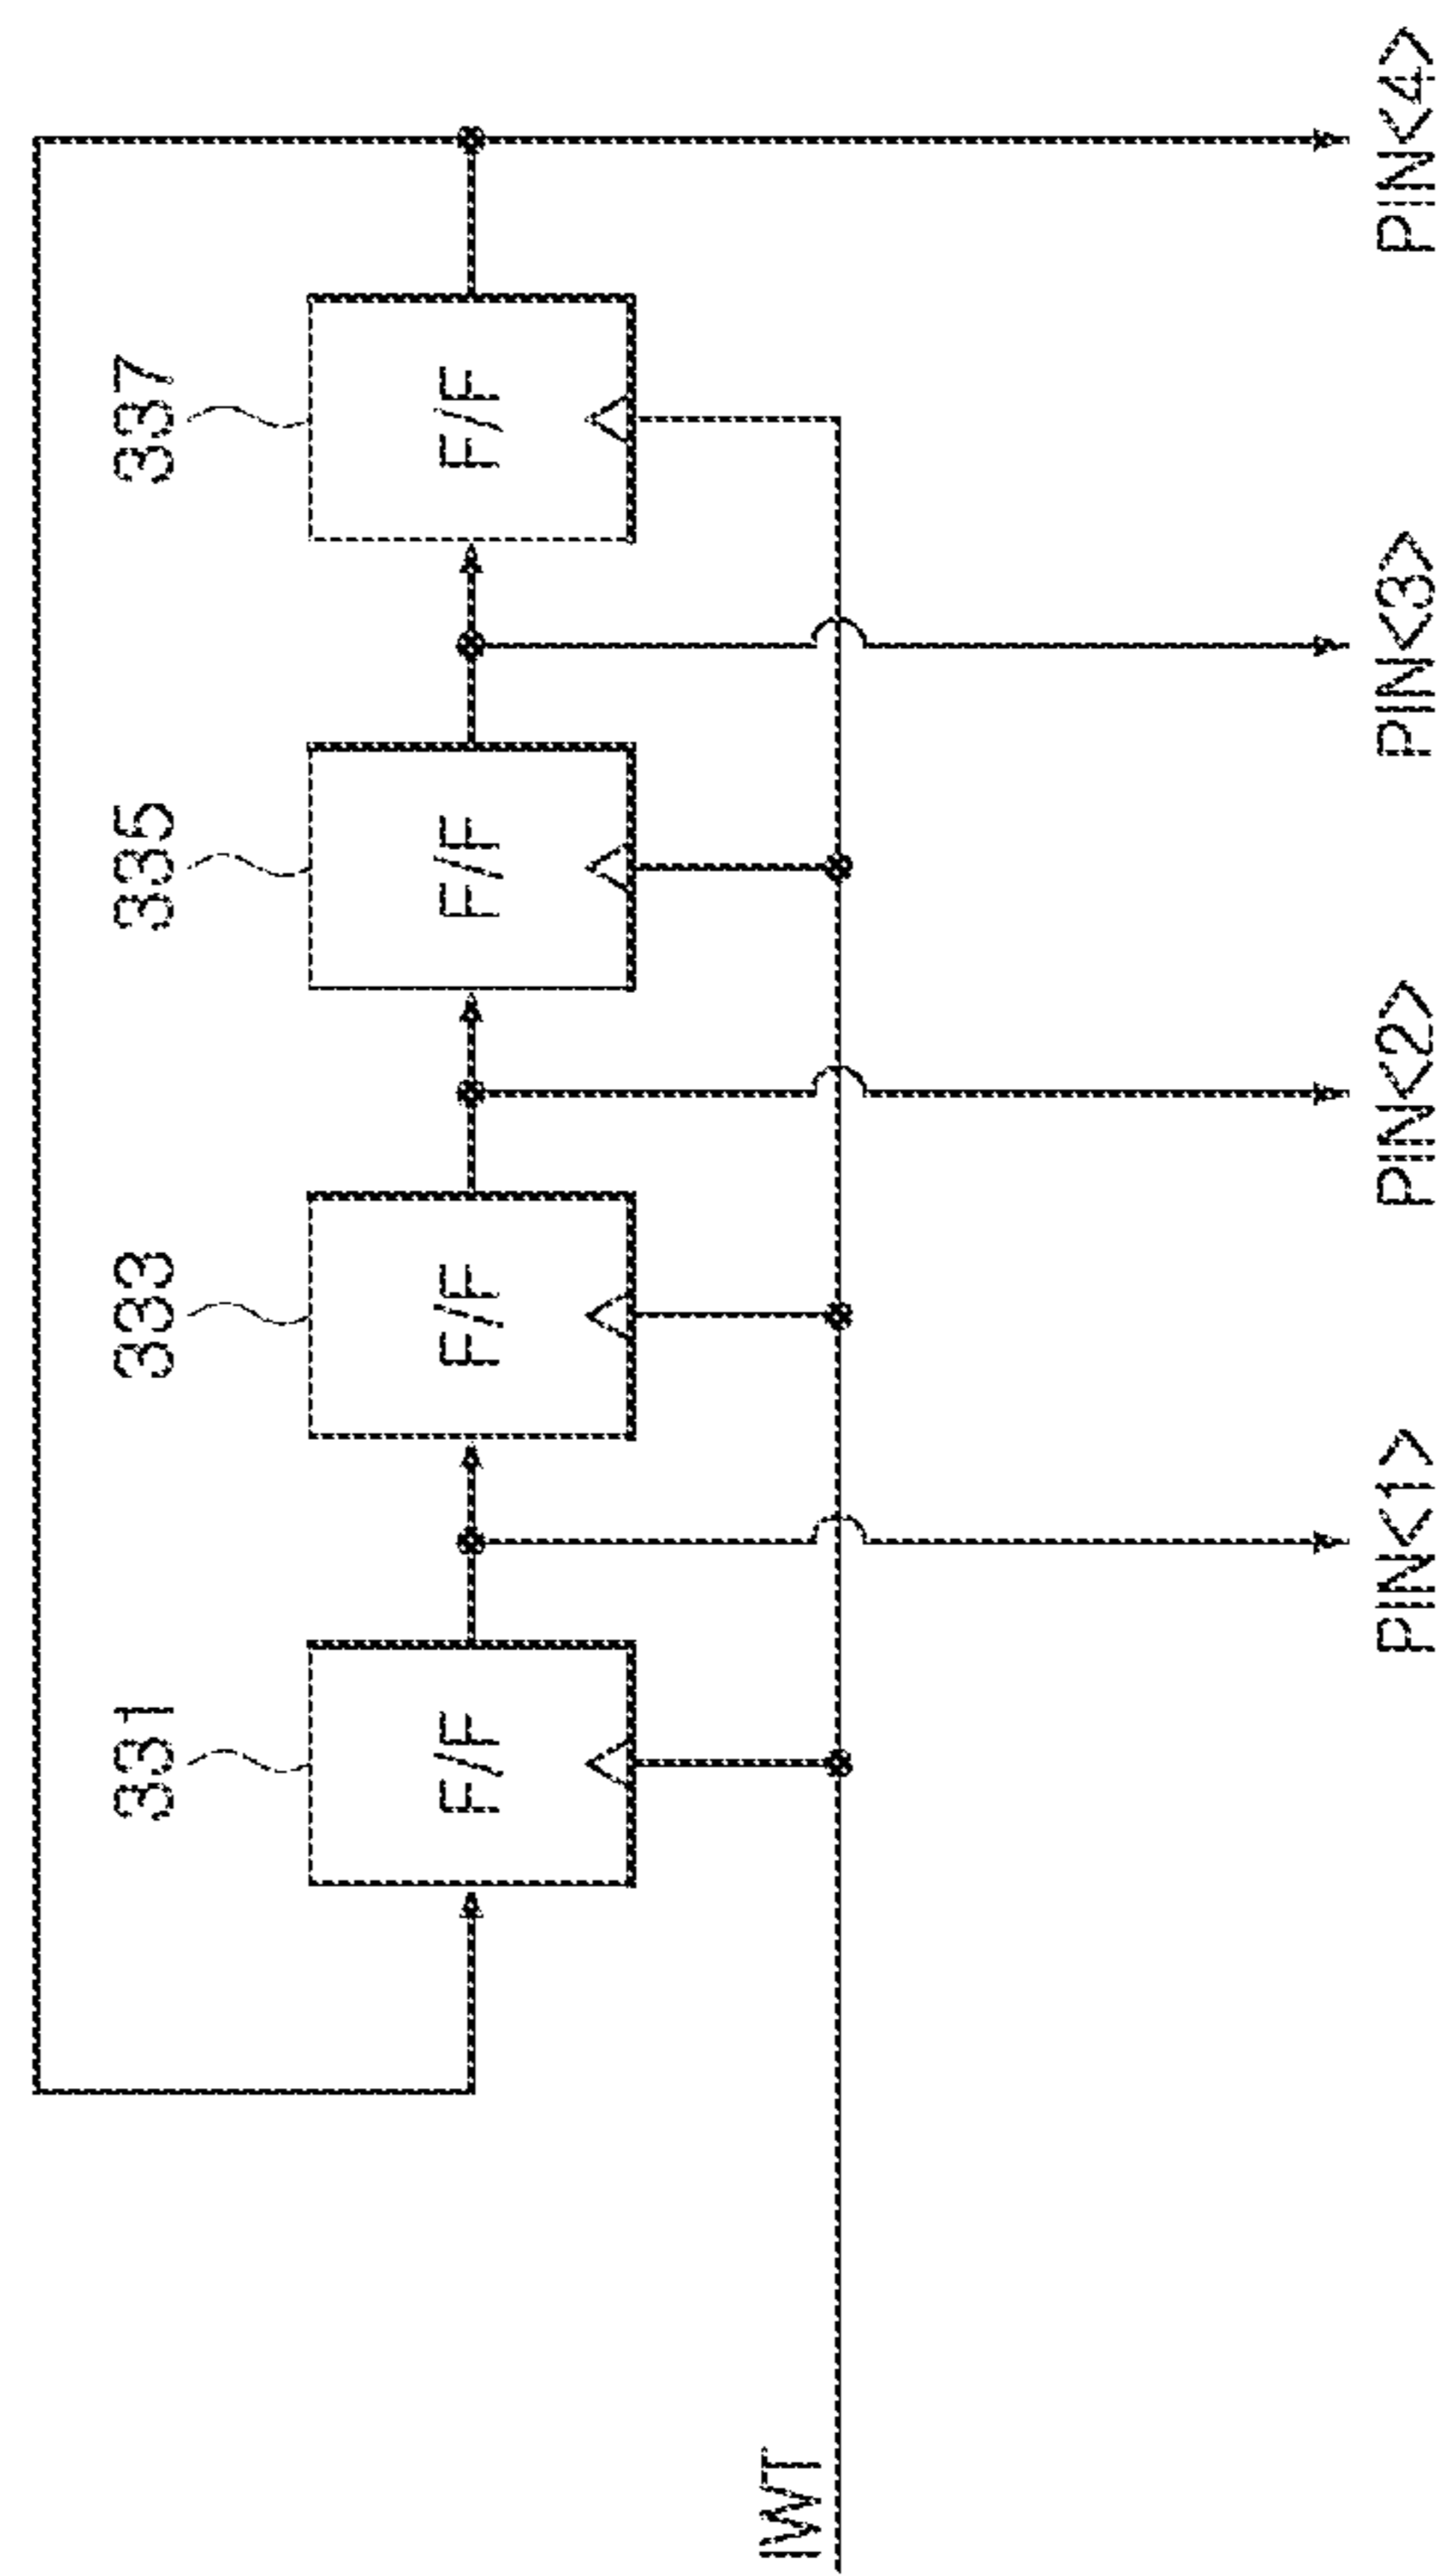 331
333
335
337
F/F
F/F
F/F
F/F
IWT
PIN<1>
PIN<2>
PIN<3>
PIN<4>